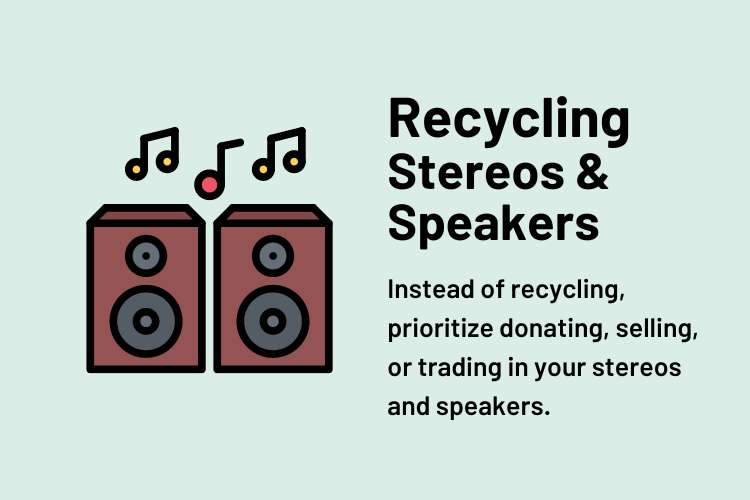 Recycling
Stereos &
Speakers
Instead of recycling,
prioritize donating, selling,
or trading in your stereos
and speakers.